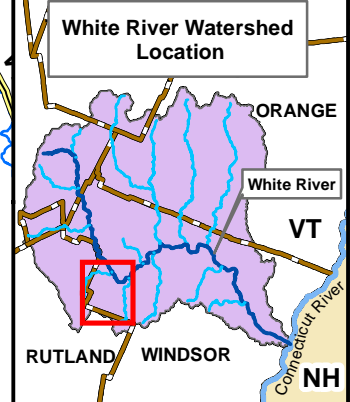 White River Watershed
Location
ORANGE
White River
VT
Connecticut River
RUTLAND
WINDSOR
NH